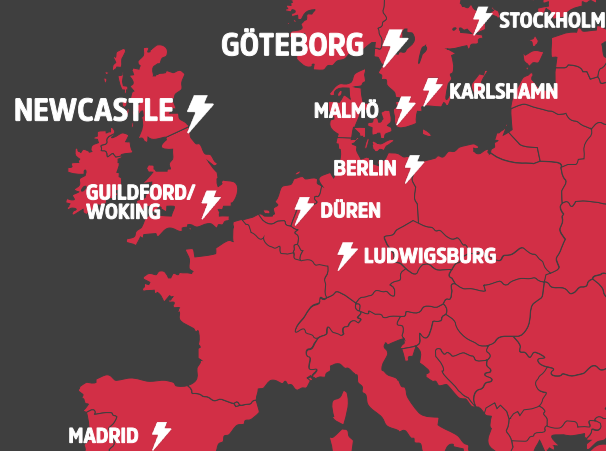 STOCKHOLM
GÖTEBORG
KARLSHAMN
NEWCASTLE
MALMÖ
BERLIN
GUILDFORD/
WOKING
DÜREN
LUDWIGSBURG
MADRID